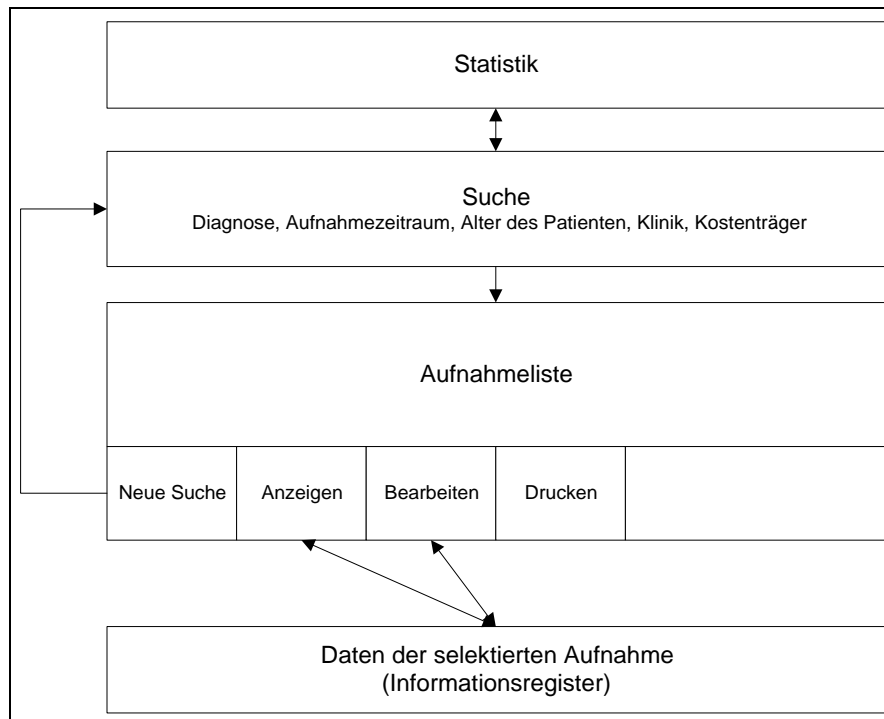 Statistik
Suche
Diagnose, Aufnahmezeitraum, Alter des Patienten, Klinik, Kostenträger
Aufnahmeliste
Neue Suche
Anzeigen
Bearbeiten
Drucken
Daten der selektierten Aufnahme
(Informationsregister)